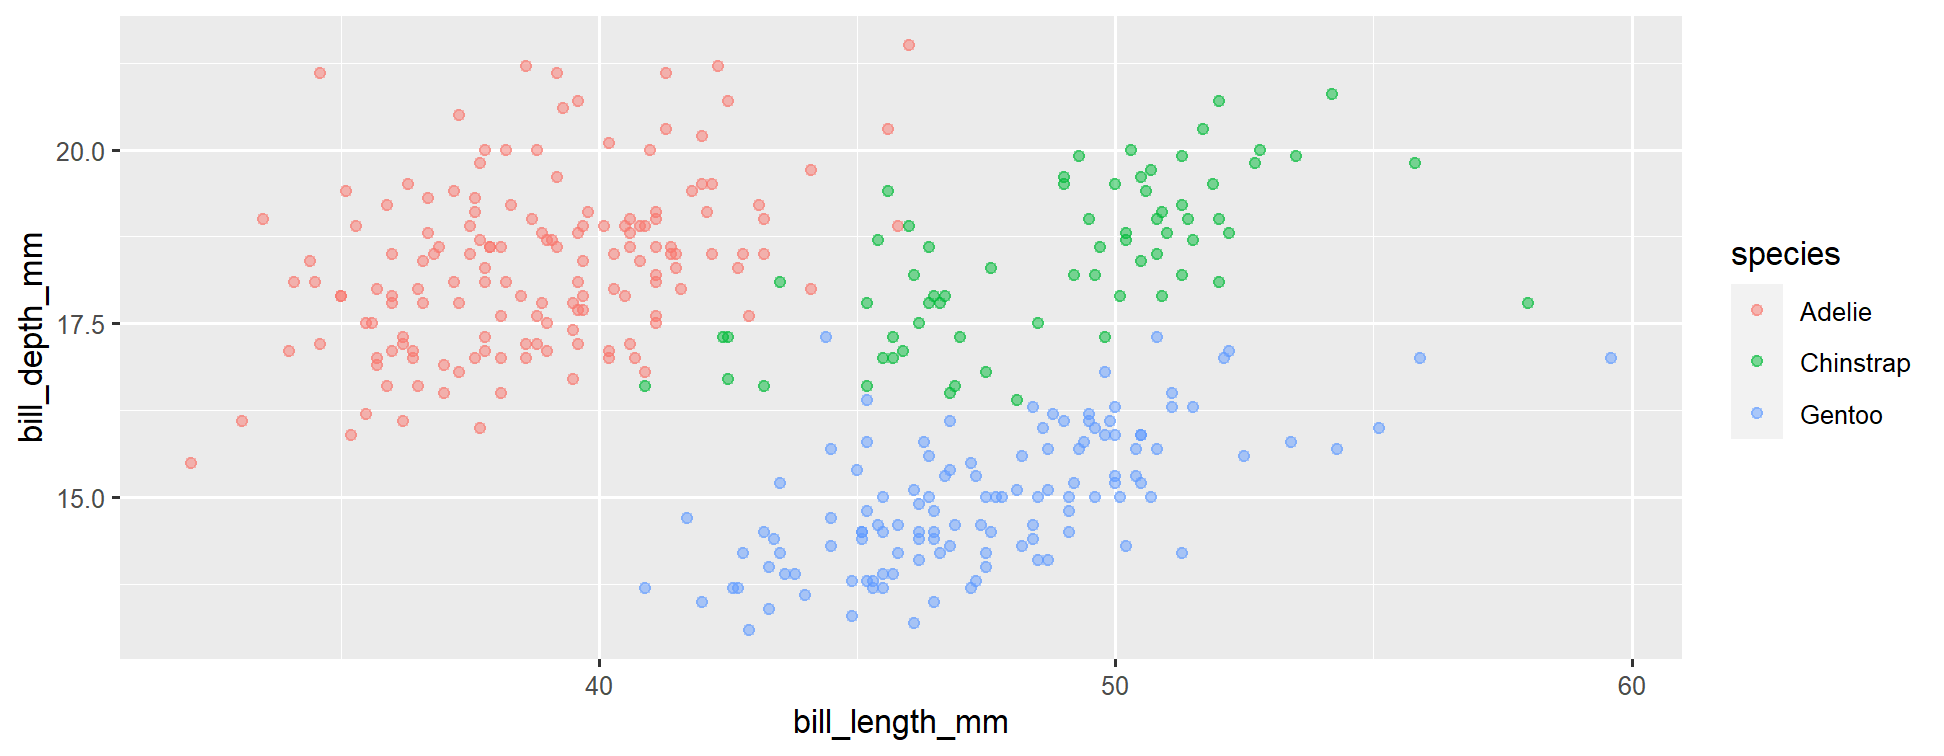 20.0
17.5
15.0
bill_depth_mm
40
50
60
bill_length_mm
species
Adelie
Chinstrap
Gentoo